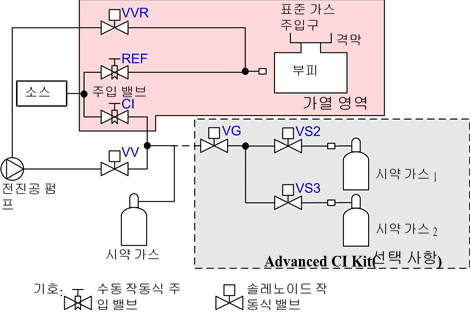 VVR
표준 가스
주입구
격막
REF
부피
소스
주입 밸브
가열 영역
CI
VG
VS2
VV
전진공 펌
프
시약 가스 1
VS3
시약 가스
시약 가스 2
Advanced CI Kit(선택 사항)
기호:
수동 작동식 주
입 밸브
솔레노이드 작
동식 밸브